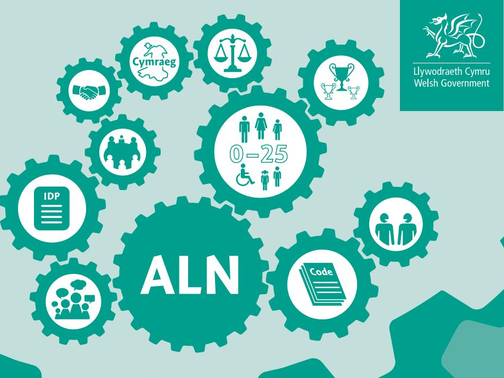 Cymraeg
Llywodraeth Cymru
Welsh Government
0–25
IDP
ALN
Code